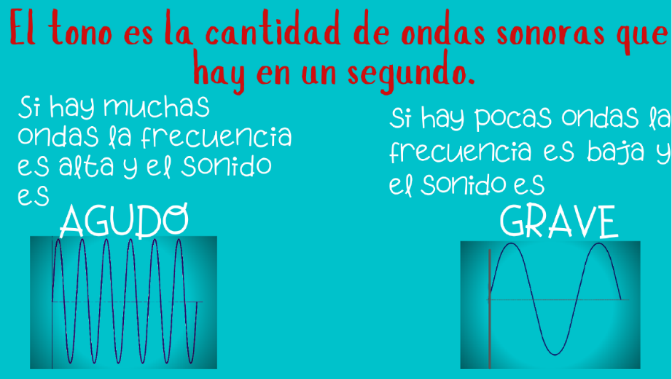 El tono es la cantidad de ondas sonoras que
hay en un segundo.
Si hay muchas
ondas la frecuencia
es alta y el sonido
es
AGUDO
Si hay pocas ondas la
frecuencia es baja y
el sonido es
GRAVE